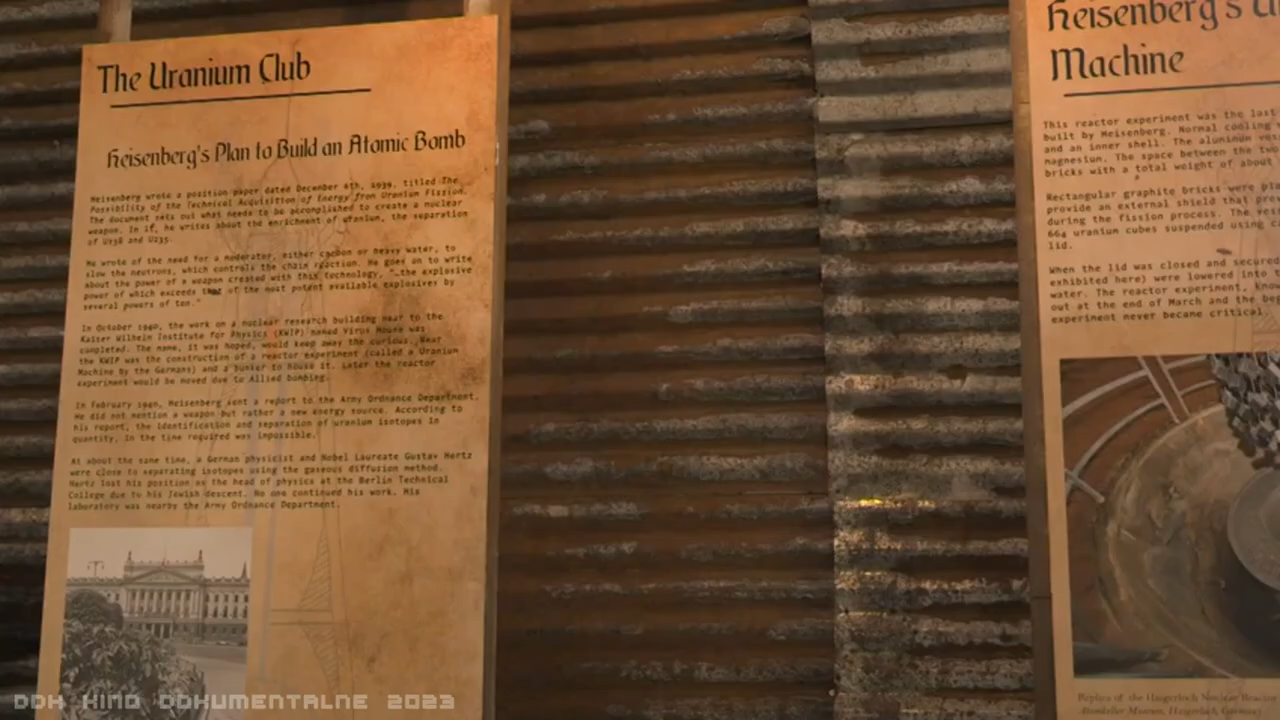 The Uranium Club
Heisenberg's Plan to Build an Atomic Bomb
Heisenberg wrote a position paper dated December 6th, 1939, titled The
Possibility of the Technical Acquisition of Energy from Uranium Fission.
The document sets out what needs to be accomplished to create a nuclear
weapon. In it, he writes about the enrichment of uranium, the separation
of U238 and U235.
He wrote of the need for a moderator, either carbon or heavy water, to
slow the neutrons, which controls the chain reaction. He goes on to write
about the power of a weapon created with this technology, "…the explosive
power of which exceeds that of the most potent available explosives by
several powers of ten."
In October 1940, the work on a nuclear research building near to the
Kaiser Wilhelm Institute for Physics (KWIP) named Virus House was
completed. The name, it was hoped, would keep away the curious. Near
the KWIP was the construction of a reactor experiment (called a Uranium
Machine by the Germans) and a bunker to house it. Later the reactor
experiment would be moved due to Allied bombing.
In February 1940, Heisenberg sent a report to the Army Ordnance Department.
He did not mention a weapon but rather a new energy source. According to
his report, the identification and separation of uranium isotopes in
quantity, in the time required was impossible.
At about the same time, a German physicist and Nobel Laureate Gustav Hertz
were close to separating isotopes using the gaseous diffusion method.
Hertz lost his position as the head of physics at the Berlin Technical
College due to his Jewish descent. No one continued his work. His
laboratory was nearby the Army Ordnance Department.
Heisenberg's
Machine
This reactor experiment was the last
built by Heisenberg. Normal cooling
and an inner shell. The aluminum
magnesium. The space between the two
bricks with a total weight of about
Rectangular graphite bricks were
provide an external shield that
during the fission process. The
664 uranium cubes suspended using
lid.
When the lid was closed and secured
exhibited here) were lowered into
water. The reactor experiment,
out at the end of March and the
experiment never became critical
Replica of the Haigerloch Nuclear
Museum, Haigerloch, Germany
DDK KINO DOKUMENTALNE 2023